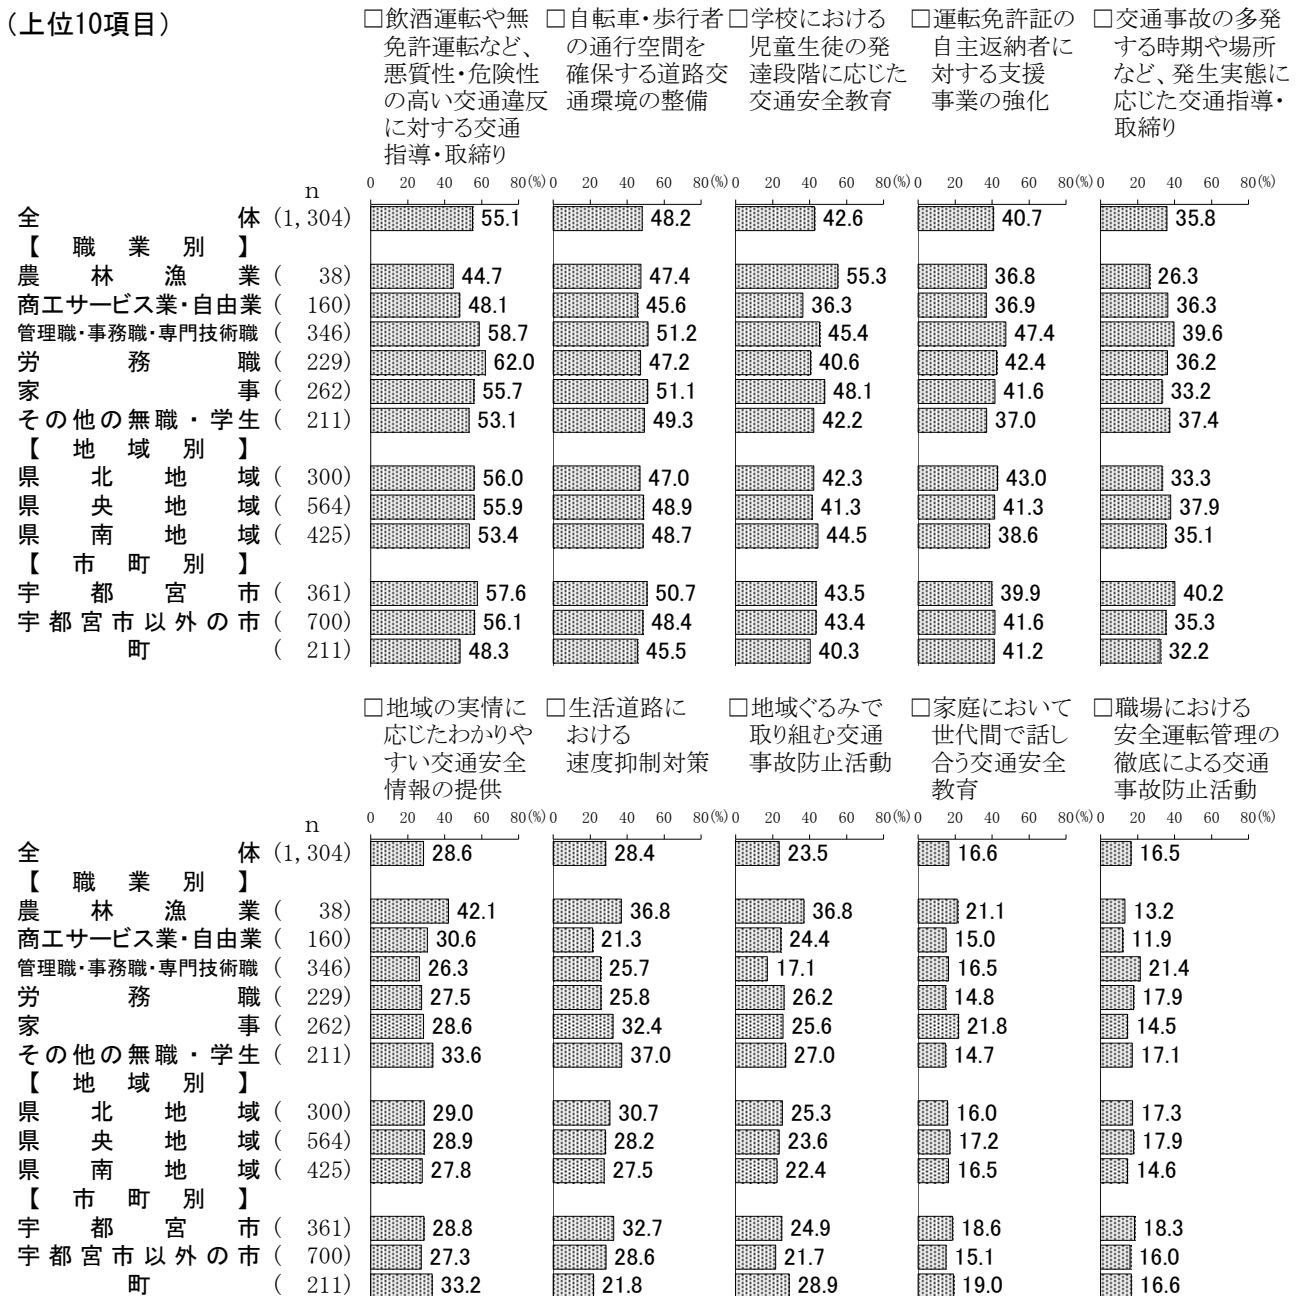 （上位10項目）
□飲酒運転や無
免許運転など、
悪質性・危険性
の高い交通違反
に対する交通
指導・取締り
□自転車・歩行者
の通行空間を
確保する道路交
通環境の整備
□学校における
児童生徒の発
達段階に応じた
交通安全教育
□運転免許証の
自主返納者に
対する支援
事業の強化
□交通事故の多発
する時期や場所
など、発生実態に
応じた交通指導・
取締り
n 0 20 40 60 80(%) 0 20 40 60 80(%) 0 20 40 60 80(%) 0 20 40 60 80(%) 0 20 40 60 80(%)
全体 (1,304) 55.1 48.2 42.6 40.7 35.8
【職業別】
農林漁業 ( 38) 44.7 47.4 55.3 36.8 26.3
商工サービス業・自由業 ( 160) 48.1 45.6 36.3 36.9 36.3
管理職・事務職・専門技術職 ( 346) 58.7 51.2 45.4 47.4 39.6
労務職 ( 229) 62.0 47.2 40.6 42.4 36.2
家事 ( 262) 55.7 51.1 48.1 41.6 33.2
その他の無職・学生 ( 211) 53.1 49.3 42.2 37.0 37.4
【地域別】
県北地域 ( 300) 56.0 47.0 42.3 43.0 33.3
県央地域 ( 564) 55.9 48.9 41.3 41.3 37.9
県南地域 ( 425) 53.4 48.7 44.5 38.6 35.1
【市町別】
宇都宮市 ( 361) 57.6 50.7 43.5 39.9 40.2
宇都宮市以外の市 ( 700) 56.1 48.4 43.4 41.6 35.3
町 ( 211) 48.3 45.5 40.3 41.2 32.2
□地域の実情に
応じたわかりや
すい交通安全
情報の提供
□生活道路に
おける
速度抑制対策
□地域ぐるみで
取り組む交通
事故防止活動
□家庭において
世代間で話し
合う交通安全
教育
□職場における
安全運転管理の
徹底による交通
事故防止活動
n 0 20 40 60 80(%) 0 20 40 60 80(%) 0 20 40 60 80(%) 0 20 40 60 80(%) 0 20 40 60 80(%)
全体 (1,304) 28.6 28.4 23.5 16.6 16.5
【職業別】
農林漁業 ( 38) 42.1 36.8 36.8 21.1 13.2
商工サービス業・自由業 ( 160) 30.6 21.3 24.4 15.0 11.9
管理職・事務職・専門技術職 ( 346) 26.3 25.7 17.1 16.5 21.4
労務職 ( 229) 27.5 25.8 26.2 14.8 17.9
家事 ( 262) 28.6 32.4 25.6 21.8 14.5
その他の無職・学生 ( 211) 33.6 37.0 27.0 14.7 17.1
【地域別】
県北地域 ( 300) 29.0 30.7 25.3 16.0 17.3
県央地域 ( 564) 28.9 28.2 23.6 17.2 17.9
県南地域 ( 425) 27.8 27.5 22.4 16.5 14.6
【市町別】
宇都宮市 ( 361) 28.8 32.7 24.9 18.6 18.3
宇都宮市以外の市 ( 700) 27.3 28.6 21.7 15.1 16.0
町 ( 211) 33.2 21.8 28.9 19.0 16.6